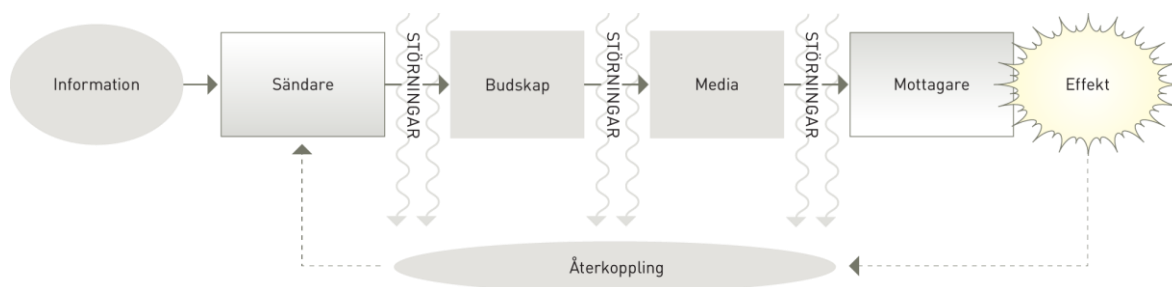 Information
Sändare
STÖRNINGAR
Budskap
STÖRNINGAR
Media
STÖRNINGAR
Mottagare
Effekt
Återkoppling